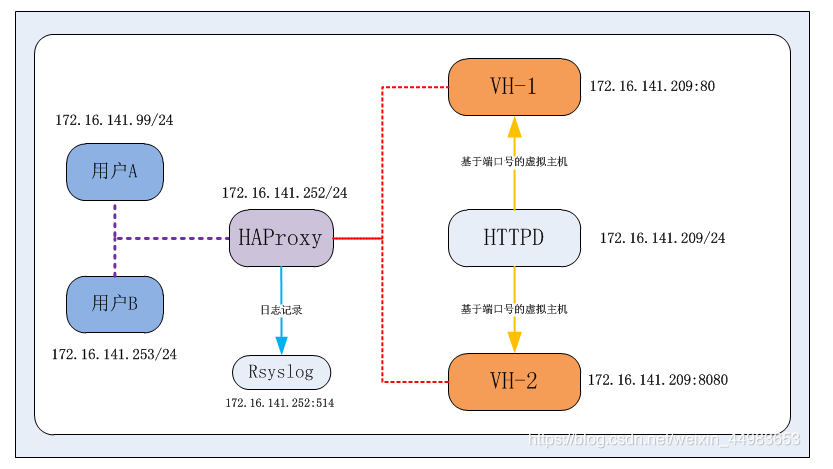 VH-1
172.16.141.209:80
172.16.141.99/24
用户A
基于端口号的虚拟主机
172.16.141.252/24
HAProxy
HTTPD
172.16.141.209/24
用户B
日志记录
基于端口号的虚拟主机
172.16.141.253/24
Rsyslog
VH-2
172.16.141.209:8080
172.16.141.252:514
https://blog.csdn.net/weixin_44983653